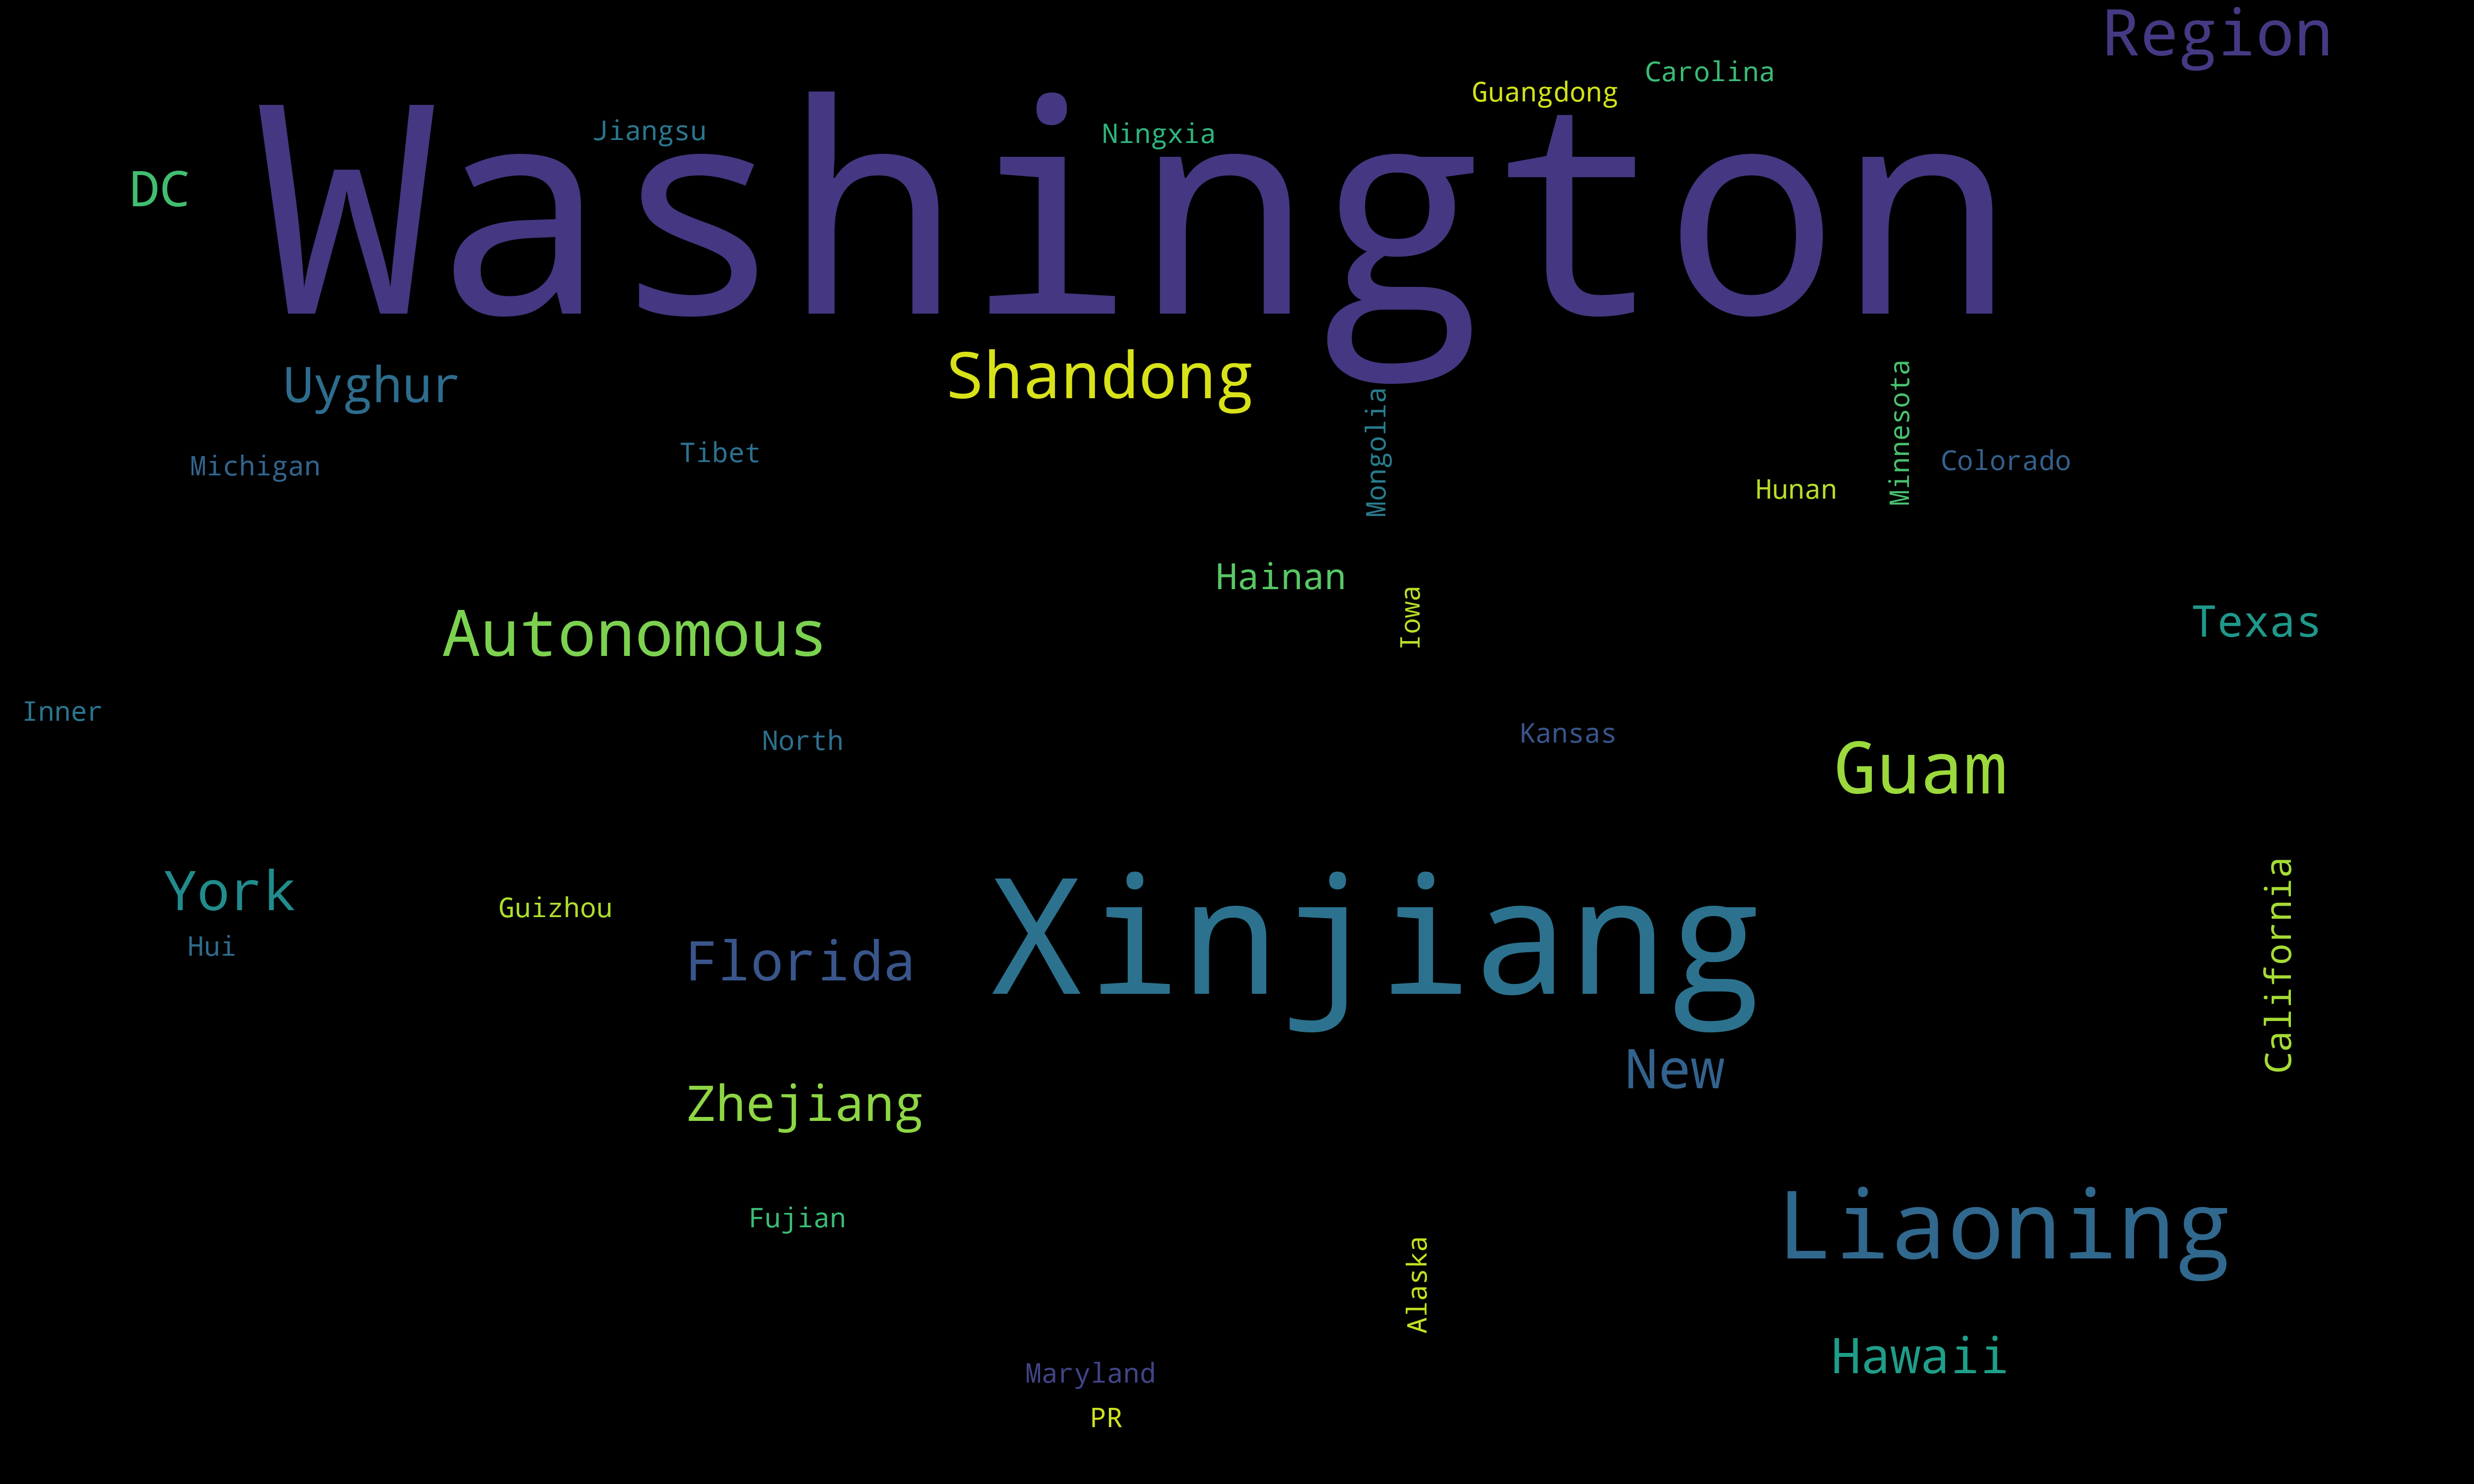 Region
Carolina
Guangdong
Jiangsu
Ningxia
DC
Washington
Uyghur
Shandong
Mongolia
Minnesota
Michigan
Tibet
Colorado
Hunan
Hainan
Iowa
Autonomous
Texas
Inner
North
Kansas
Guam
York
Guizhou
Xinjiang
California
Hui
Florida
New
Zhejiang
Liaoning
Fujian
Alaska
Hawaii
Maryland
PR